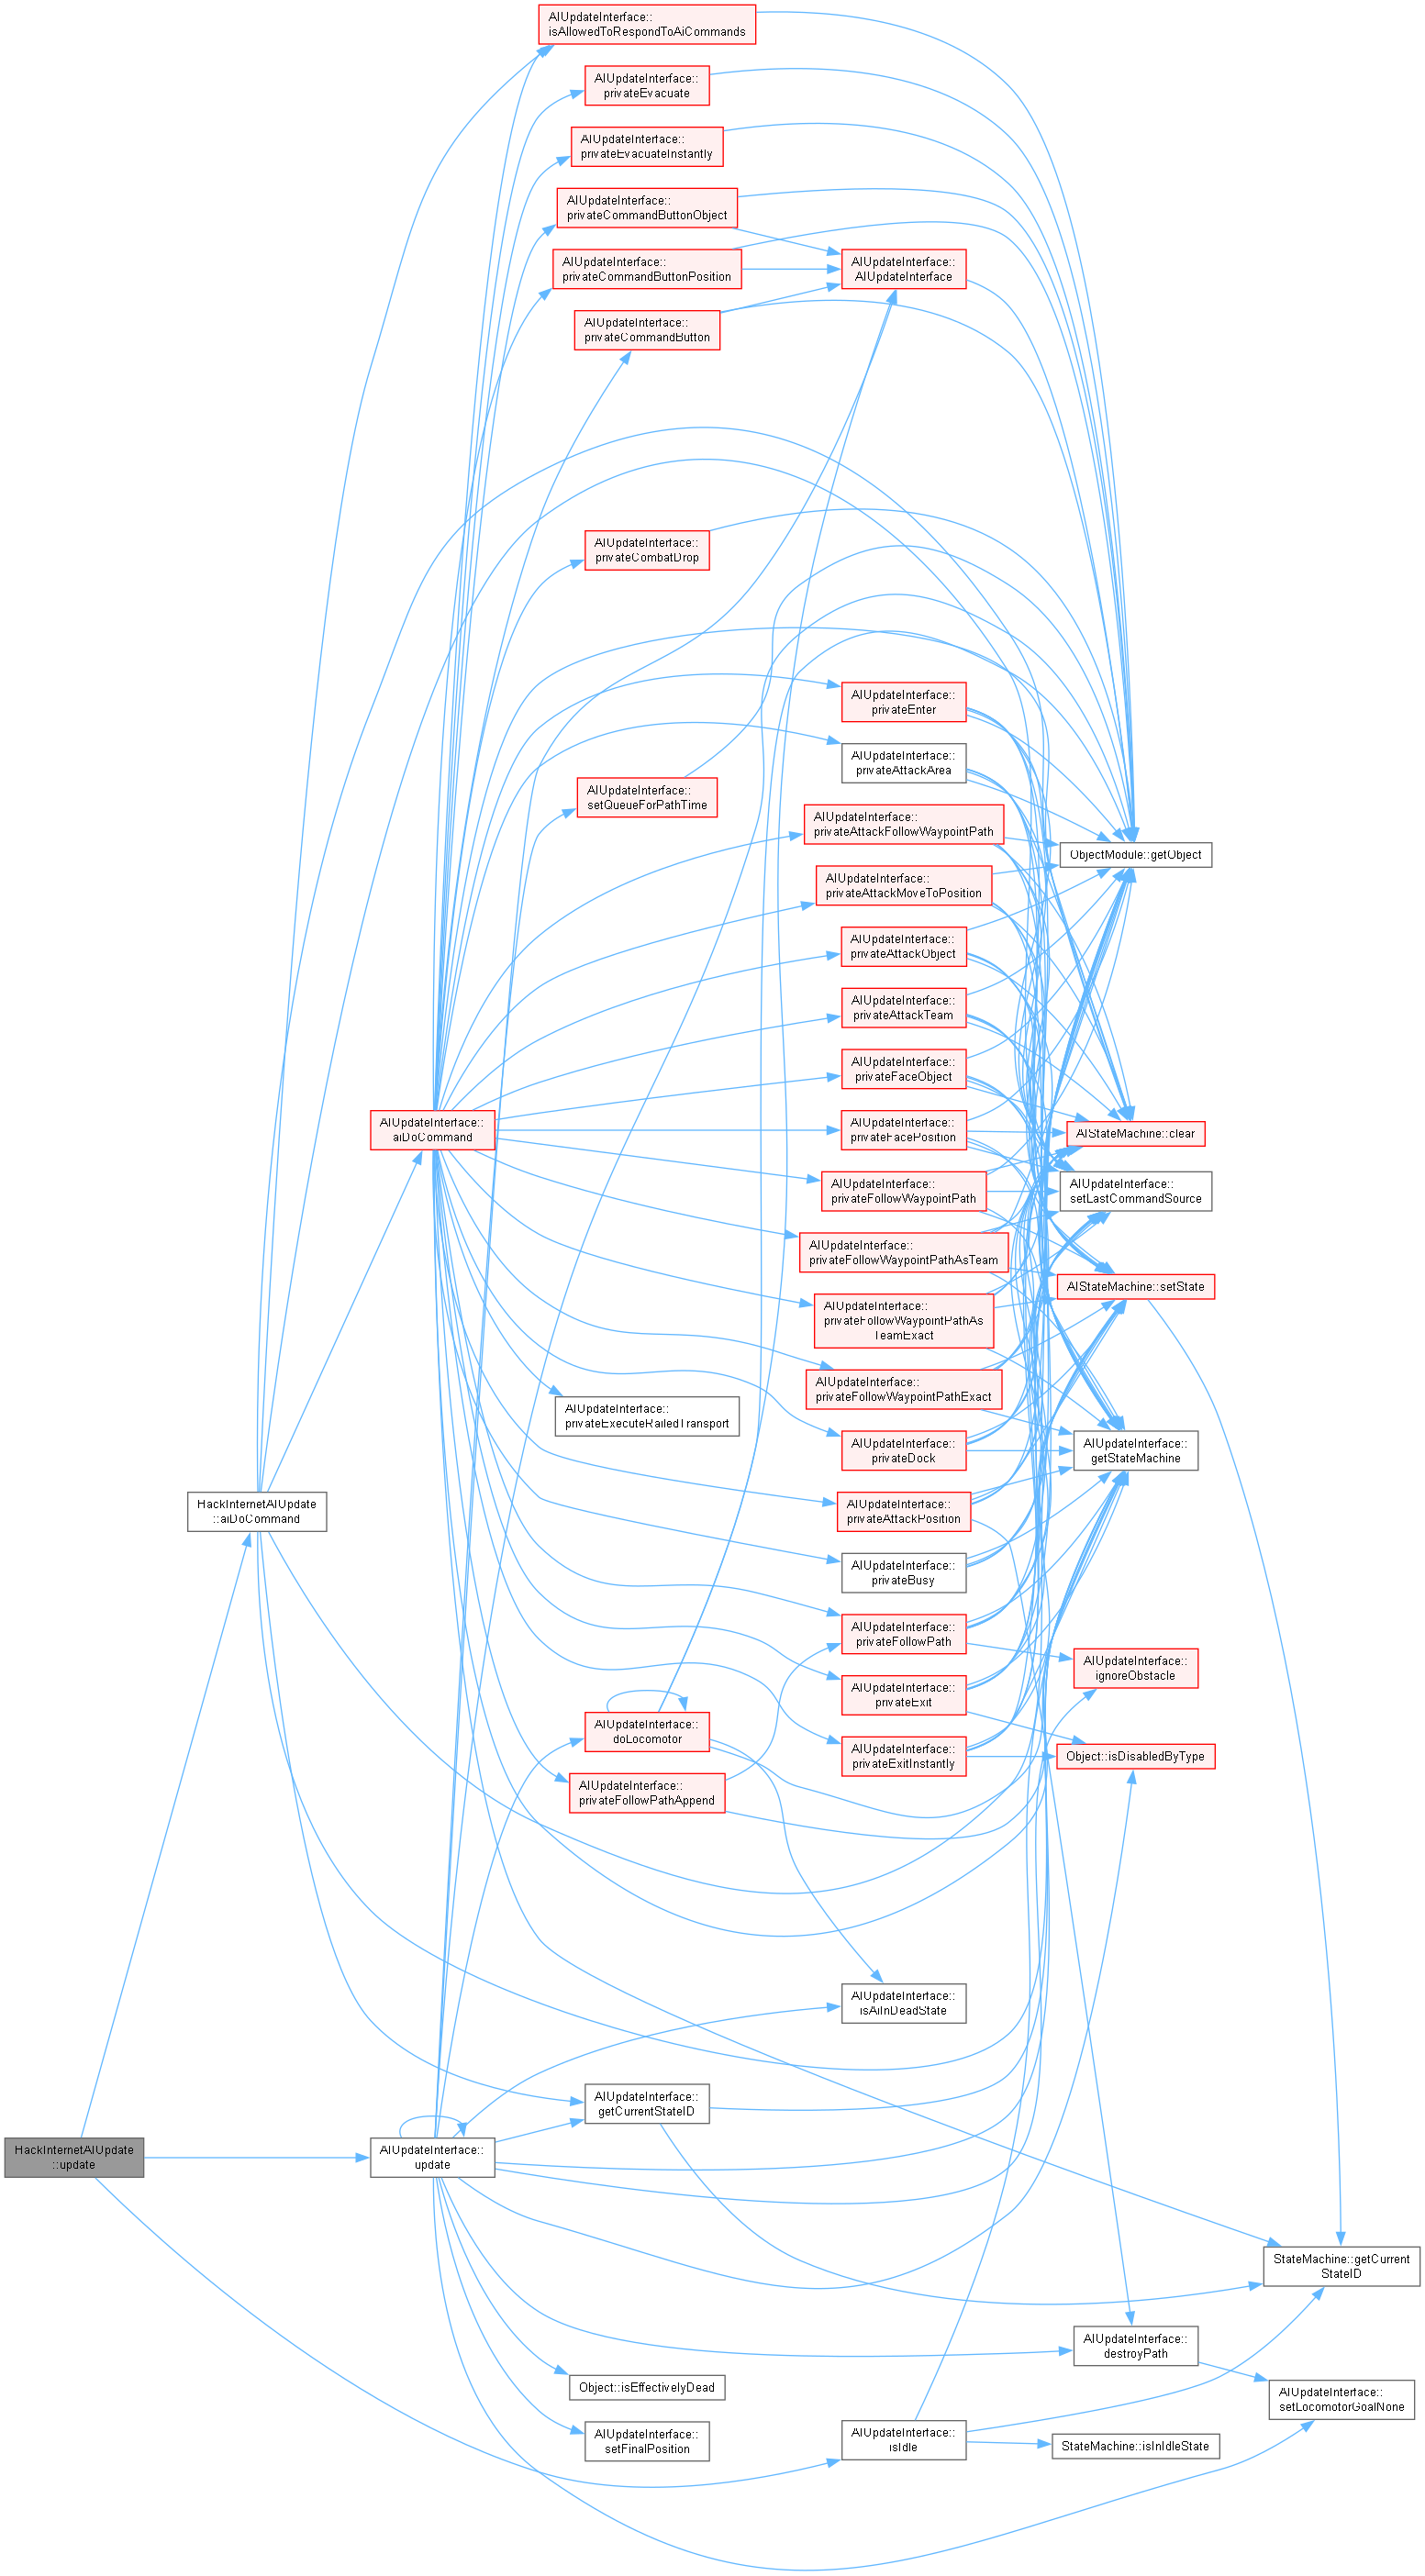 AIUpdateInterface::
isAllowedToRespondToAiCommands
AIUpdateInterface::
privateEvacuate
AIUpdateInterface::
privateEvacuateInstantly
AIUpdateInterface::
privateCommandButtonObject
AIUpdateInterface::
privateCommandButtonPosition
AIUpdateInterface::
AIUpdateInterface
AIUpdateInterface::
privateCommandButton
AIUpdateInterface::
privateCombatDrop
AIUpdateInterface::
privateEnter
AIUpdateInterface::
privateAttackArea
AIUpdateInterface::
setQueueForPathTime
AIUpdateInterface::
privateAttackFollowWaypointPath
ObjectModule::getObject
AIUpdateInterface::
privateAttackMoveToPosition
AIUpdateInterface::
privateAttackObject
AIUpdateInterface::
privateAttackTeam
AIUpdateInterface::
privateFaceObject
AIUpdateInterface::
aiDoCommand
AIUpdateInterface::
privateFacePosition
AIStateMachine::clear
AIUpdateInterface::
privateFollowWaypointPath
AIUpdateInterface::
setLastCommandSource
AIUpdateInterface::
privateFollowWaypointPathAsTeam
AIStateMachine::setState
AIUpdateInterface::
privateFollowWaypointPathAs
TeamExact
AIUpdateInterface::
privateFollowWaypointPathExact
AIUpdateInterface::
privateExecuteRailedTransport
AIUpdateInterface::
privateDock
AIUpdateInterface::
getStateMachine
HackInternetAIUpdate
::aiDoCommand
AIUpdateInterface::
privateAttackPosition
AIUpdateInterface::
privateBusy
AIUpdateInterface::
privateFollowPath
AIUpdateInterface::
ignoreObstacle
AIUpdateInterface::
privateExit
AIUpdateInterface::
doLocomotor
AIUpdateInterface::
privateExitInstantly
Object::isDisabledByType
AIUpdateInterface::
privateFollowPathAppend
AIUpdateInterface::
isAiInDeadState
AIUpdateInterface::
getCurrentStateID
HackInternetAIUpdate
::update
AIUpdateInterface::
update
StateMachine::getCurrent
StateID
AIUpdateInterface::
destroyPath
Object::isEffectivelyDead
AIUpdateInterface::
setLocomotorGoalNone
AIUpdateInterface::
setFinalPosition
AIUpdateInterface::
isIdle
StateMachine::isInIdleState